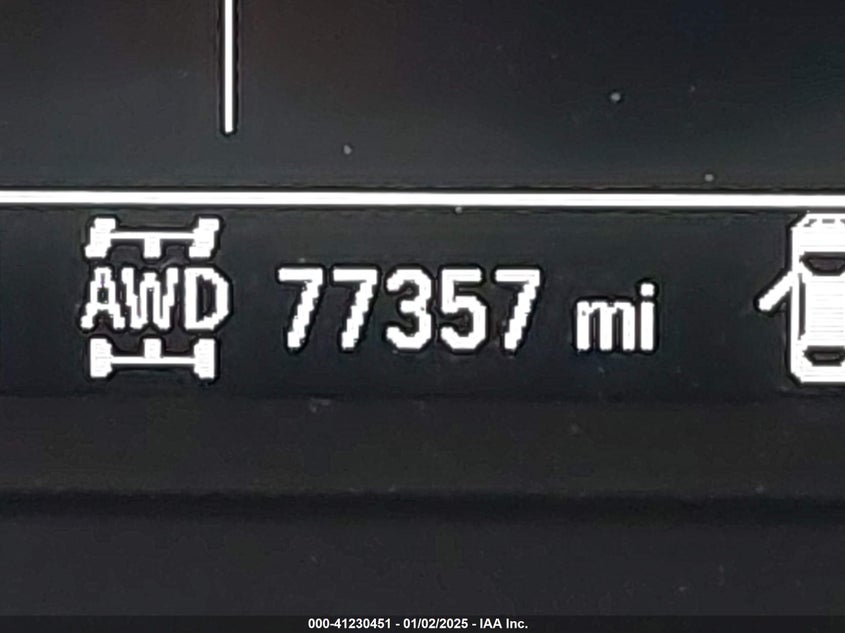 AWD 77357 mi
000-41230451 - 01/02/2025 - IAA Inc.